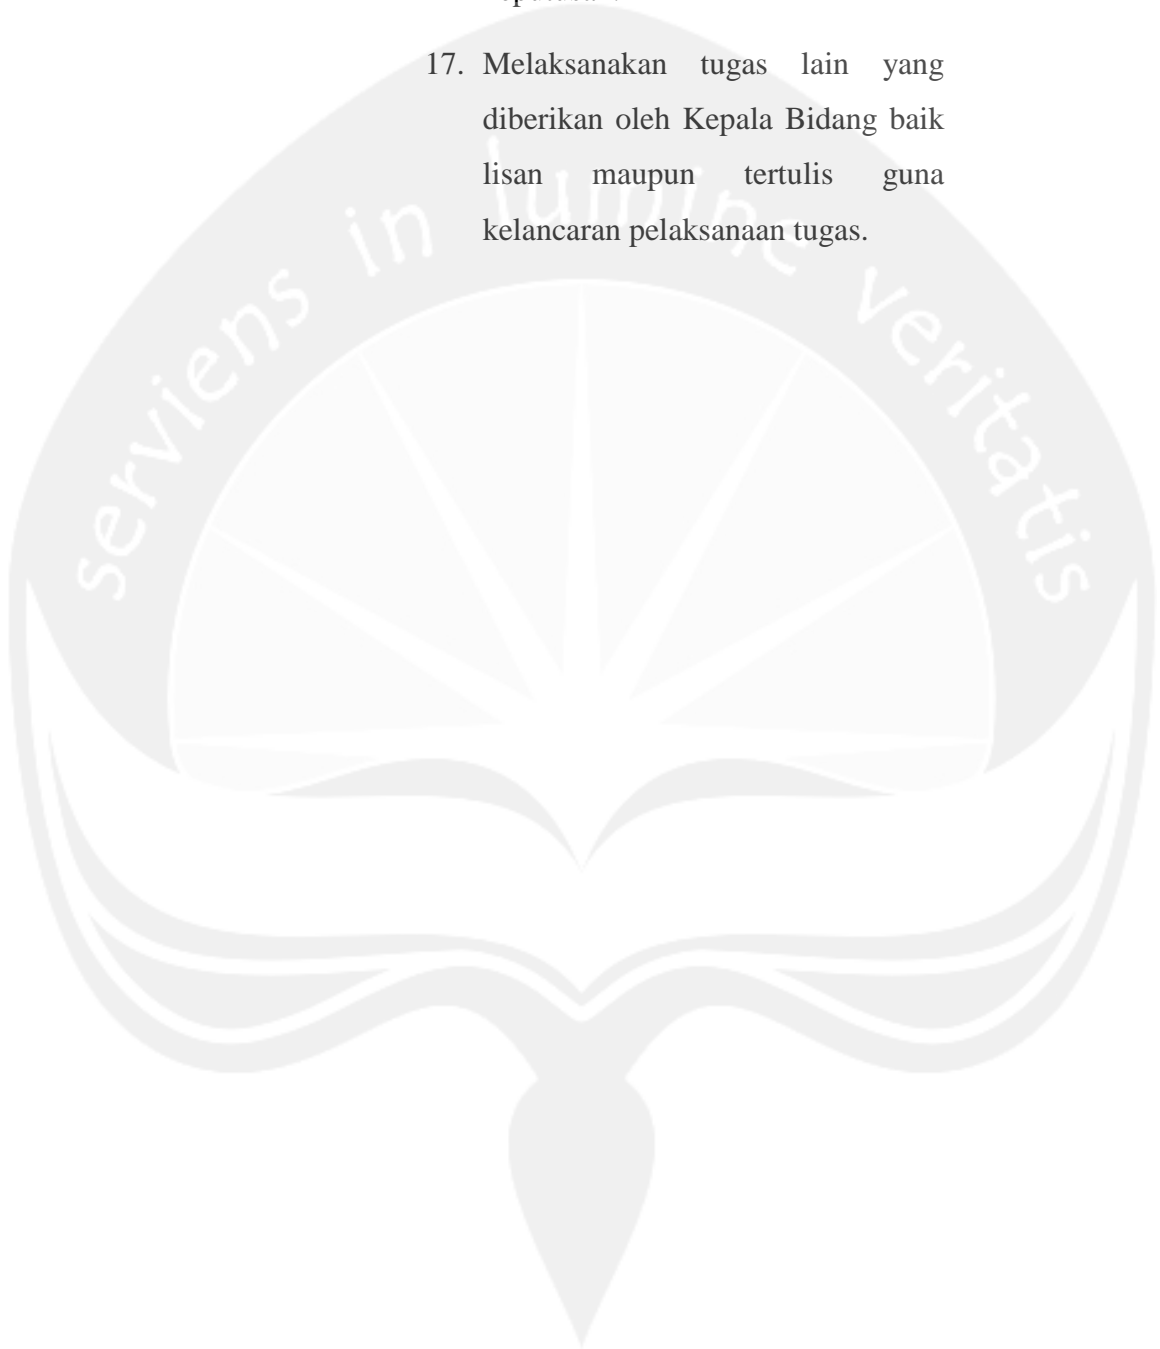 17. Melaksanakan tugas lain yang
diberikan oleh Kepala Bidang baik
lisan maupun tertulis guna
kelancaran pelaksanaan tugas.
serviens in lumine veritatis